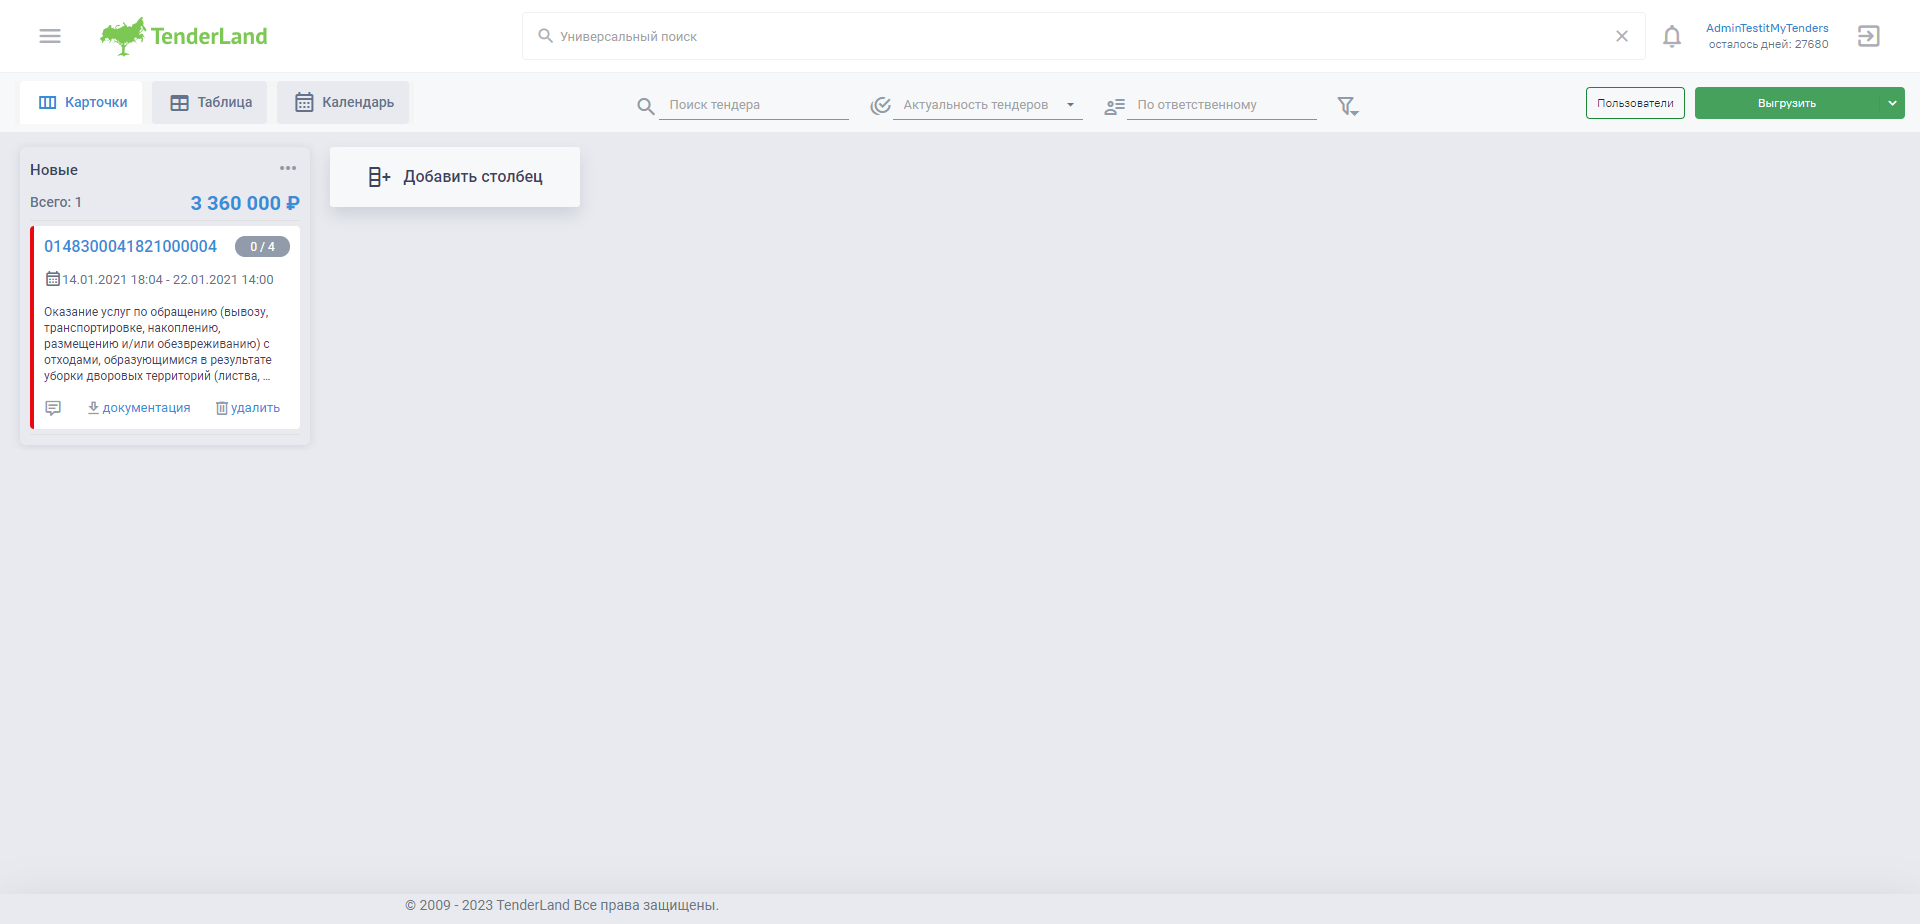 TenderLand
Универсальный поиск
AdminTestitMyTenders
осталось дней: 27680
Карточки
Таблица
Календарь
Поиск тендера
Актуальность тендеров
По ответственному
Пользователи
Выгрузить
Новые
Всего: 1
3 360 000 ₽
0148300041821000004
0 / 4
14.01.2021 18:04 - 22.01.2021 14:00
Оказание услуг по обращению (вывозу,
транспортировке, накоплению,
размещению и/или обезвреживанию) с
отходами, образующимися в результате
уборки дворовых территорий (листва, ...
документация
удалить
Добавить столбец
© 2009 - 2023 TenderLand Все права защищены.